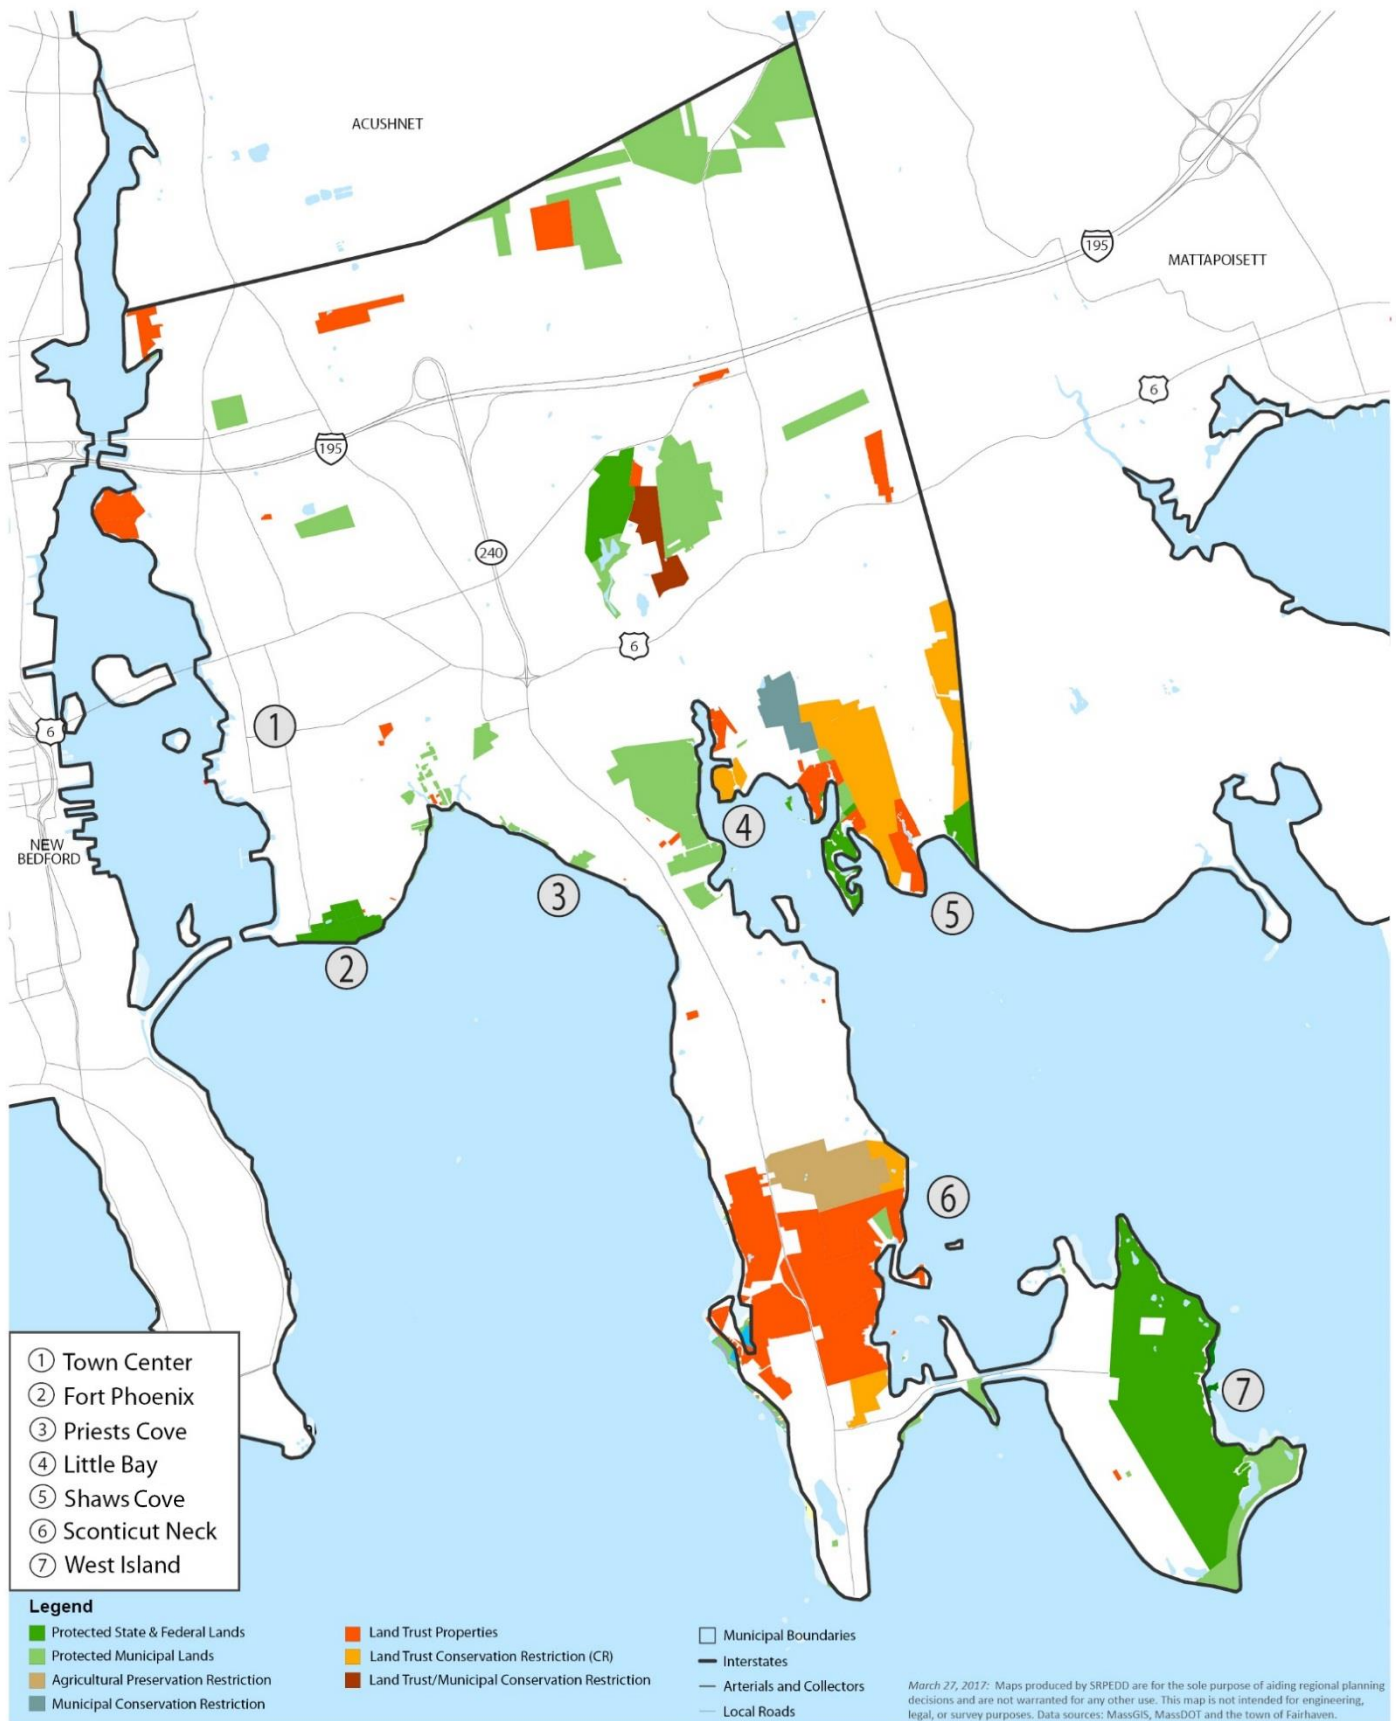 ACUSHNET
195
MATTAPOISETT
6
195
240
6
1
6
4
NEW
BEDFORD
3
5
2
6
7
1 Town Center
2 Fort Phoenix
3 Priests Cove
4 Little Bay
5 Shaws Cove
6 Sconticut Neck
7 West Island
Legend
Protected State & Federal Lands
Protected Municipal Lands
Agricultural Preservation Restriction
Municipal Conservation Restriction
Land Trust Properties
Land Trust Conservation Restriction (CR)
Land Trust/Municipal Conservation Restriction
Municipal Boundaries
Interstates
Arterials and Collectors
Local Roads
March 27, 2017: Maps produced by SRPEDD are for the sole purpose of aiding regional planning
decisions and are not warranted for any other use. This map is not intended for engineering,
legal, or survey purposes. Data sources: MassGIS, MassDOT and the town of Fairhaven.